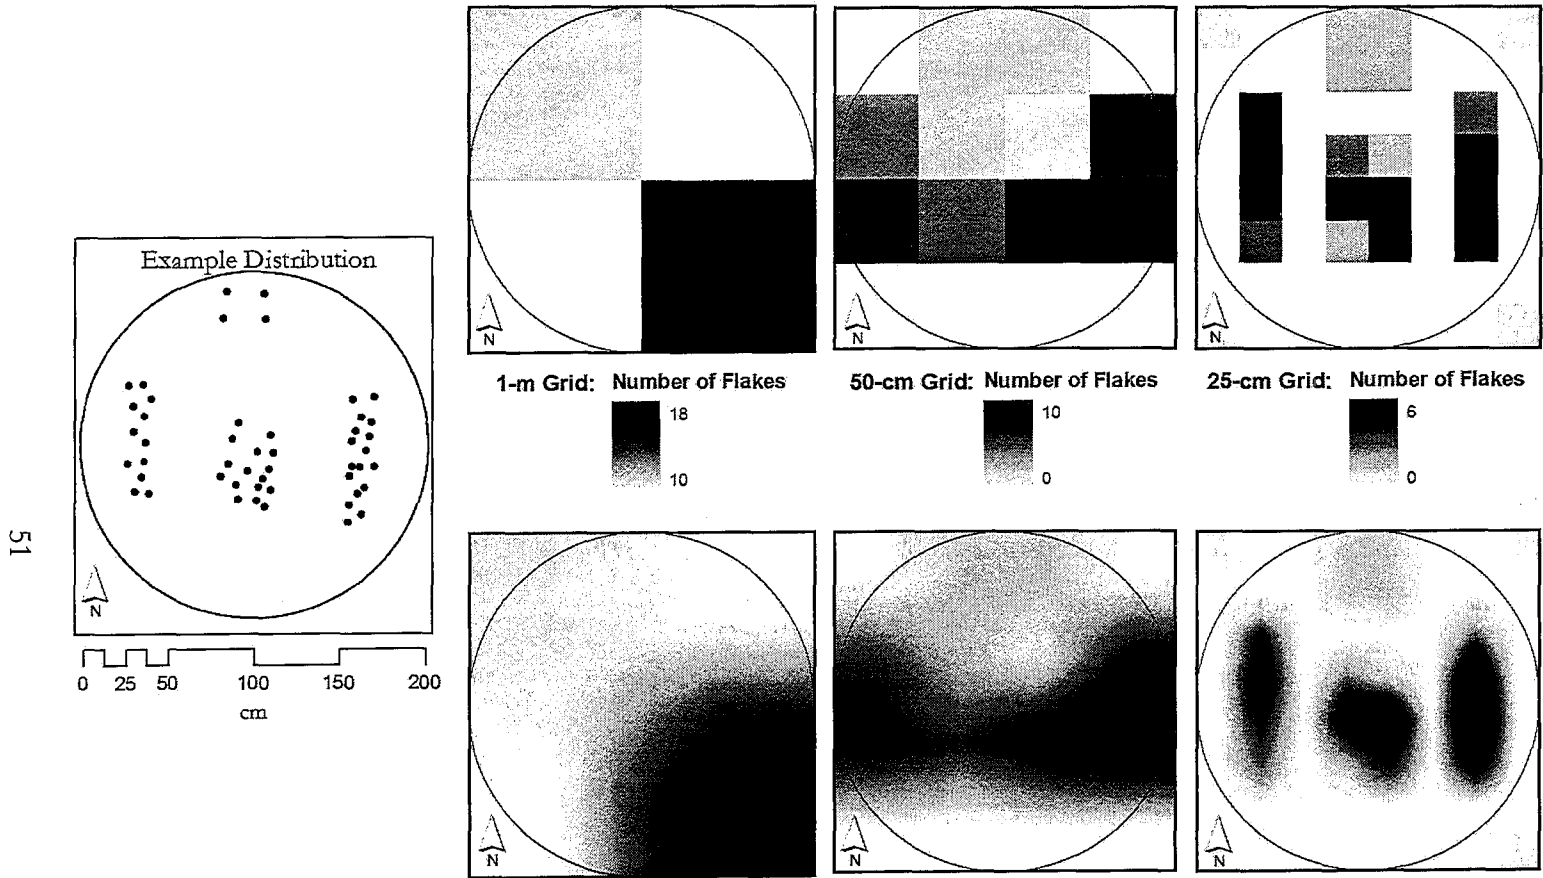 Example Distribution
N
0 25 50 100 150 200
cm
51
N
N
N
1-m Grid: Number of Flakes
18
10
50-cm Grid: Number of Flakes
10
0
25-cm Grid: Number of Flakes
6
0
N
N
N